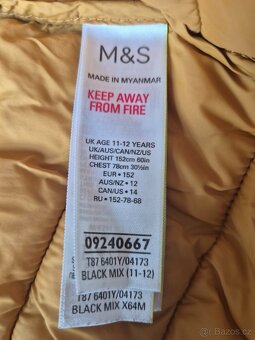 M&S
MADE IN MYANMAR
KEEP AWAY
FROM FIRE
UK AGE 11-12 YEARS
UK/AUS/CAN/NZ/US
HEIGHT 152cm 60in
CHEST 78cm 30½in
EUR • 152
AUS/NZ • 12
CAN/US • 14
RU • 152-78-68
09240667
T87 6401Y/04173
BLACK MIX (11-12)
T87 6401Y/04173
BLACK MIX X64M